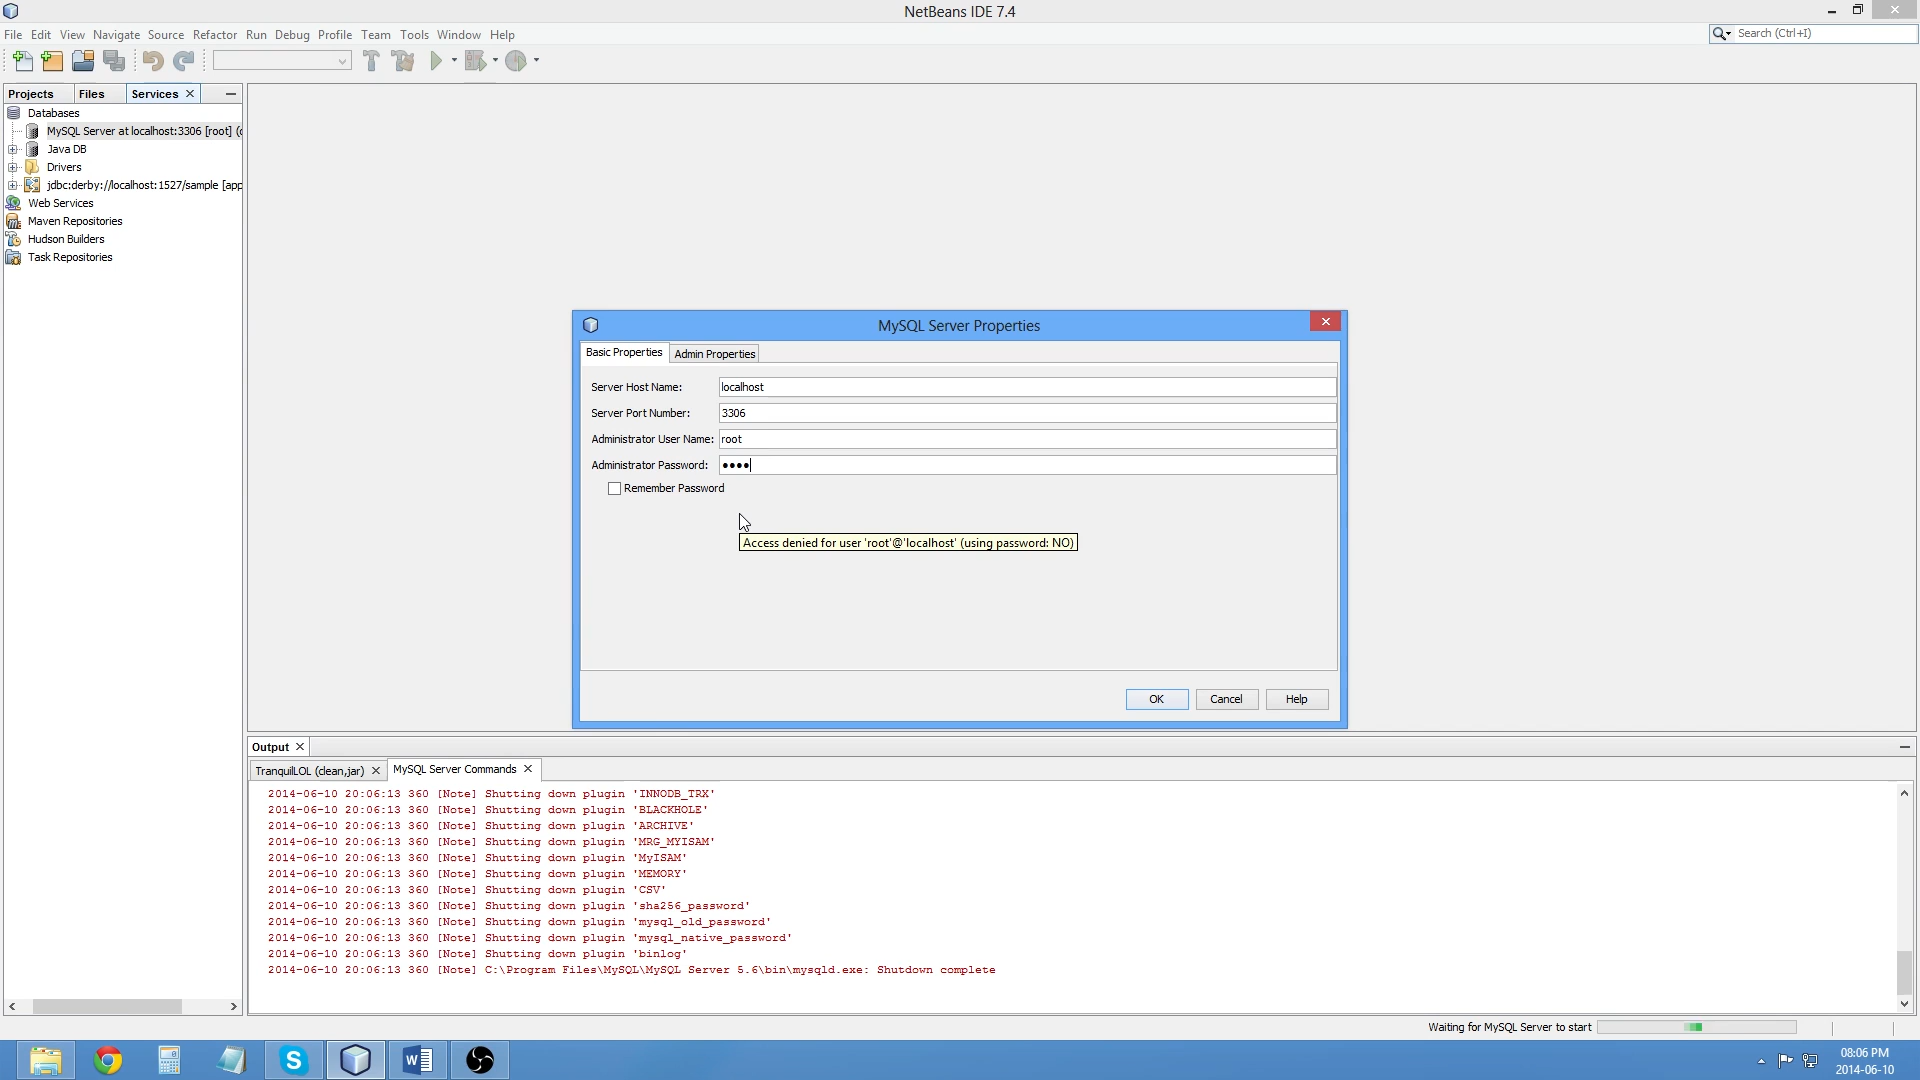 NetBeans IDE 7.4
File Edit View Navigate Source Refactor Run Debug Profile Team Tools Window Help
Search (Ctrl+I)
Projects Files Services
Databases
MySQL Server at localhost:3306 [root] (
Java DB
Drivers
jdbc:derby://localhost:1527/sample [app
Web Services
Maven Repositories
Hudson Builders
Task Repositories
MySQL Server Properties
Basic Properties Admin Properties
Server Host Name: localhost
Server Port Number: 3306
Administrator User Name: root
Administrator Password: ••••
Remember Password
Access denied for user 'root'@'localhost' (using password: NO)
OK Cancel Help
Output
TranquilLOL (clean,jar) MySQL Server Commands
2014-06-10 20:06:13 360 [Note] Shutting down plugin 'INNODB_TRX'
2014-06-10 20:06:13 360 [Note] Shutting down plugin 'BLACKHOLE'
2014-06-10 20:06:13 360 [Note] Shutting down plugin 'ARCHIVE'
2014-06-10 20:06:13 360 [Note] Shutting down plugin 'MRG_MYISAM'
2014-06-10 20:06:13 360 [Note] Shutting down plugin 'MyISAM'
2014-06-10 20:06:13 360 [Note] Shutting down plugin 'MEMORY'
2014-06-10 20:06:13 360 [Note] Shutting down plugin 'CSV'
2014-06-10 20:06:13 360 [Note] Shutting down plugin 'sha256_password'
2014-06-10 20:06:13 360 [Note] Shutting down plugin 'mysql_old_password'
2014-06-10 20:06:13 360 [Note] Shutting down plugin 'mysql_native_password'
2014-06-10 20:06:13 360 [Note] Shutting down plugin 'binlog'
2014-06-10 20:06:13 360 [Note] C:\Program Files\MySQL\MySQL Server 5.6\bin\mysqld.exe: Shutdown complete
Waiting for MySQL Server to start
08:06 PM
2014-06-10